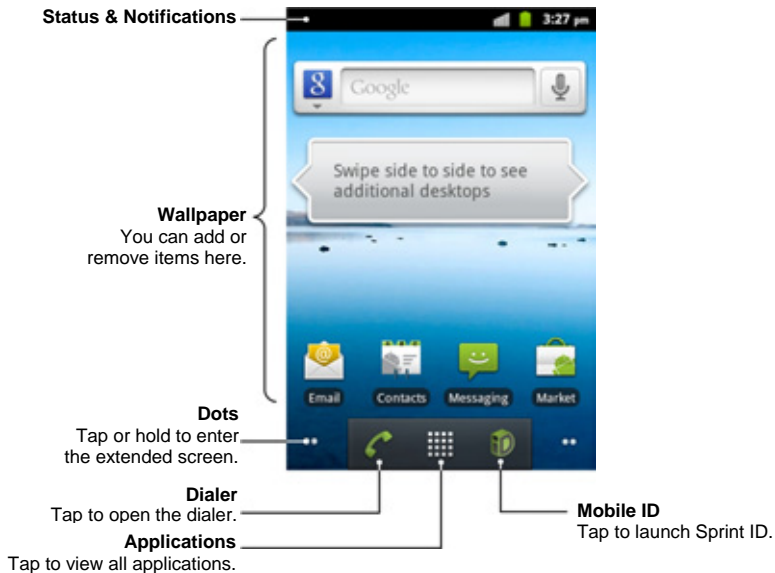 Status & Notifications
3:27 pm
8 Google
Swipe side to side to see
additional desktops
Wallpaper
You can add or
remove items here.
@
Email Contacts Messaging Market
Dots
Tap or hold to enter
the extended screen.
Dialer
Tap to open the dialer.
Applications
Tap to view all applications.
Mobile ID
Tap to launch Sprint ID.